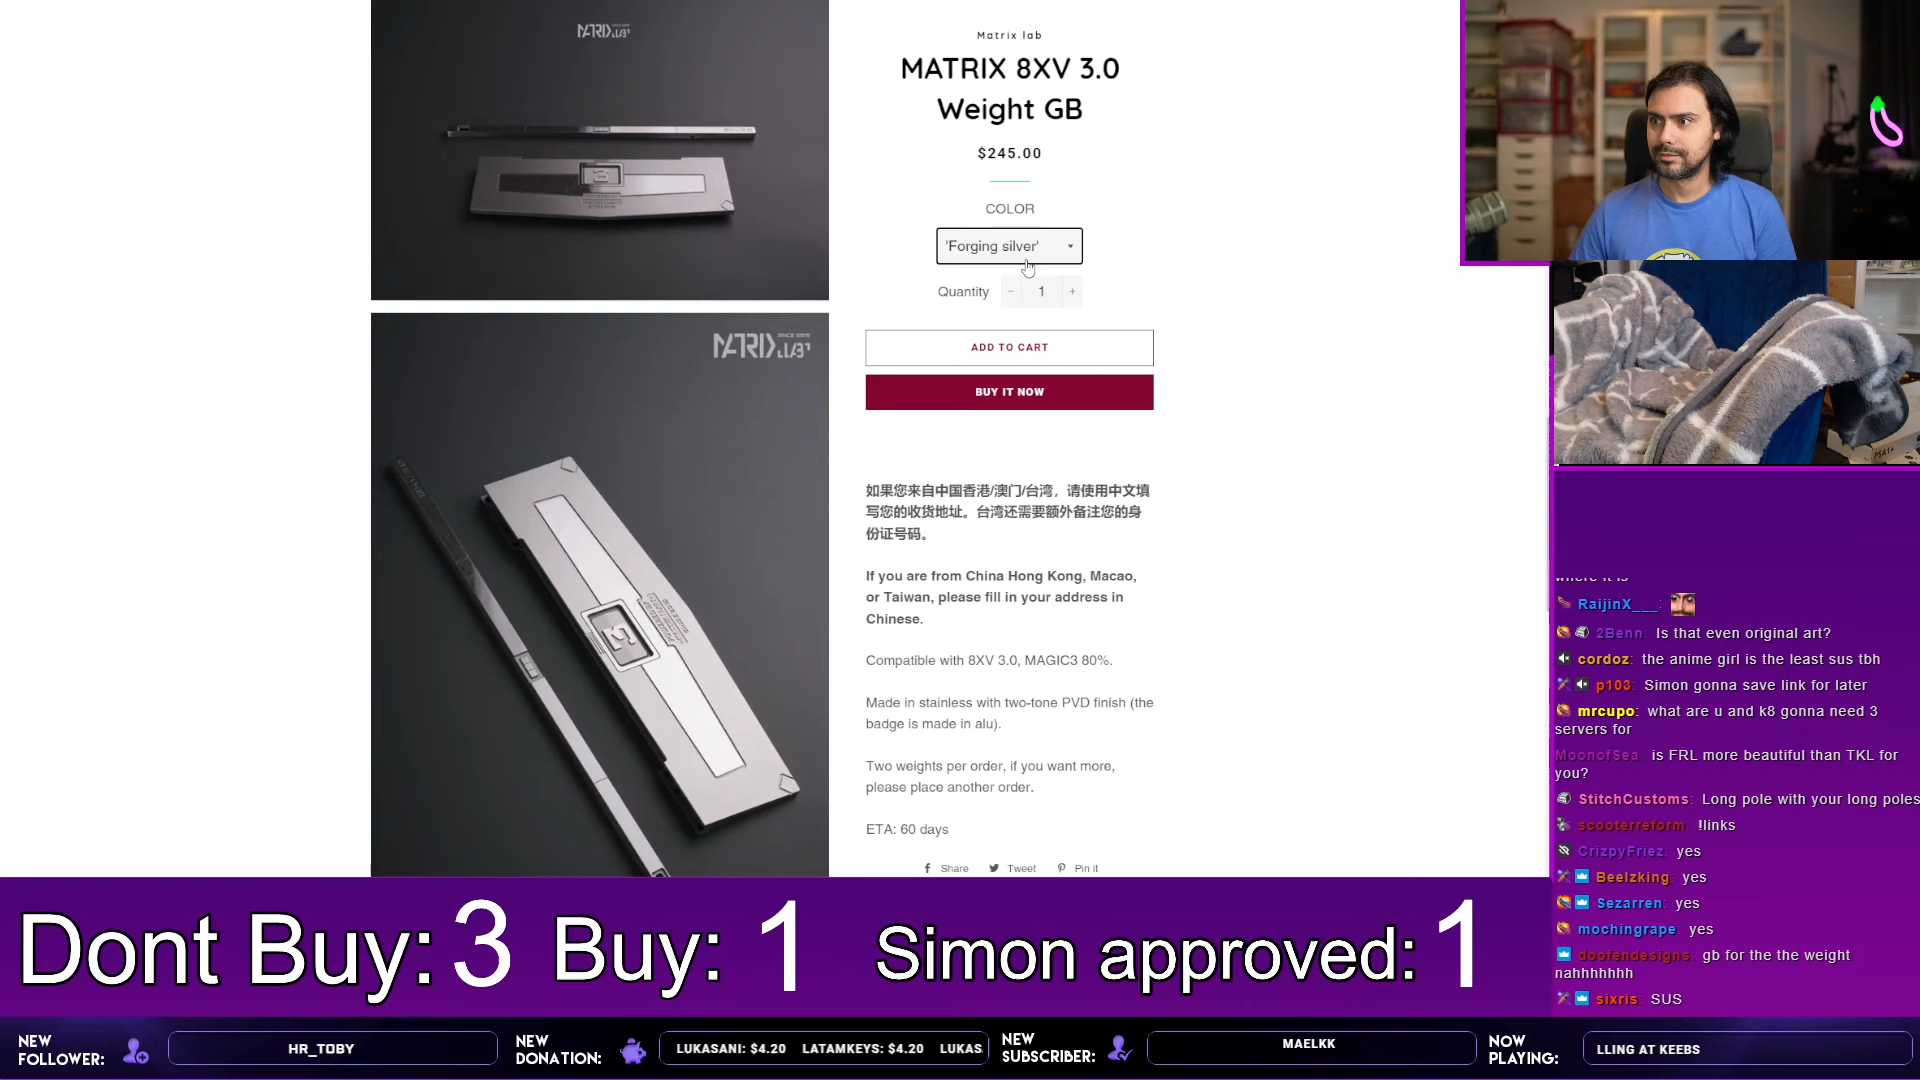 MATRIX LAB
Matrix lab
MATRIX 8XV 3.0
Weight GB
$245.00
COLOR
'Forging silver'
Quantity − 1 +
ADD TO CART
BUY IT NOW
MATRIX LAB
如果您来自中国香港/澳门/台湾，请使用中文填
写您的收货地址。台湾还需要额外备注您的身
份证号码。
If you are from China Hong Kong, Macao,
or Taiwan, please fill in your address in
Chinese.
Compatible with 8XV 3.0, MAGIC3 80%.
Made in stainless with two-tone PVD finish (the
badge is made in alu).
Two weights per order, if you want more,
please place another order.
ETA: 60 days
Share Tweet Pin it
where it is
RaijinX___:
2Benn: Is that even original art?
cordoz: the anime girl is the least sus tbh
p103: Simon gonna save link for later
mrcupo: what are u and k8 gonna need 3
servers for
MoonofSea: is FRL more beautiful than TKL for
you?
StitchCustoms: Long pole with your long poles
scooterreform: !links
CrizpyFriez: yes
Beelzking: yes
Sezarren: yes
mochingrape: yes
doofendesigns: gb for the the weight
nahhhhhhh
sixris: SUS
Dont Buy: 3 Buy: 1 Simon approved: 1
NEW
FOLLOWER:
HR_TOBY
NEW
DONATION:
LUKASANI: $4.20 LATAMKEYS: $4.20 LUKAS
NEW
SUBSCRIBER:
MAELKK
NOW
PLAYING:
LLING AT KEEBS